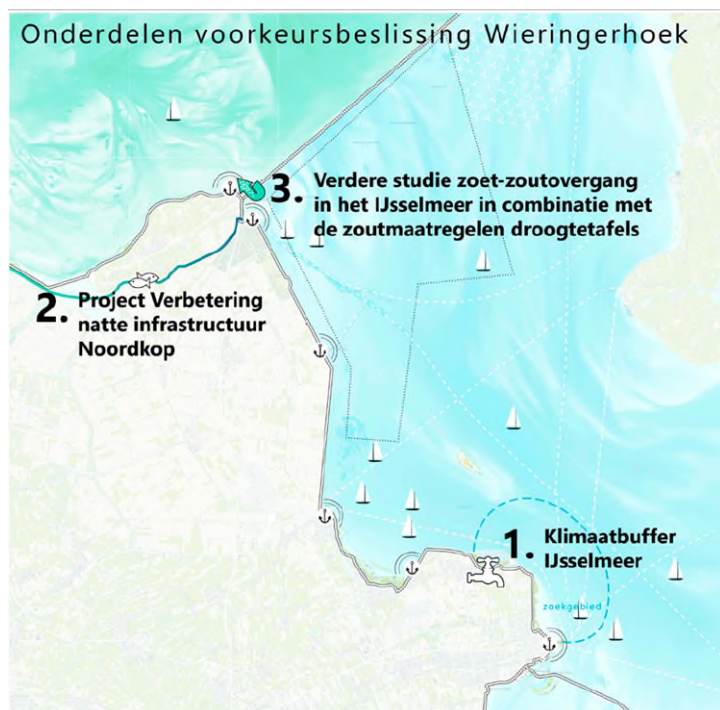 Onderdelen voorkeursbeslissing Wieringerhoek
3. Verdere studie zoet-zoutovergang
in het IJsselmeer in combinatie met
de zoutmaatregelen droogtetafels
2. Project Verbetering
natte infrastructuur
Noordkop
1. Klimaatbuffer
IJsselmeer
zoekgebied